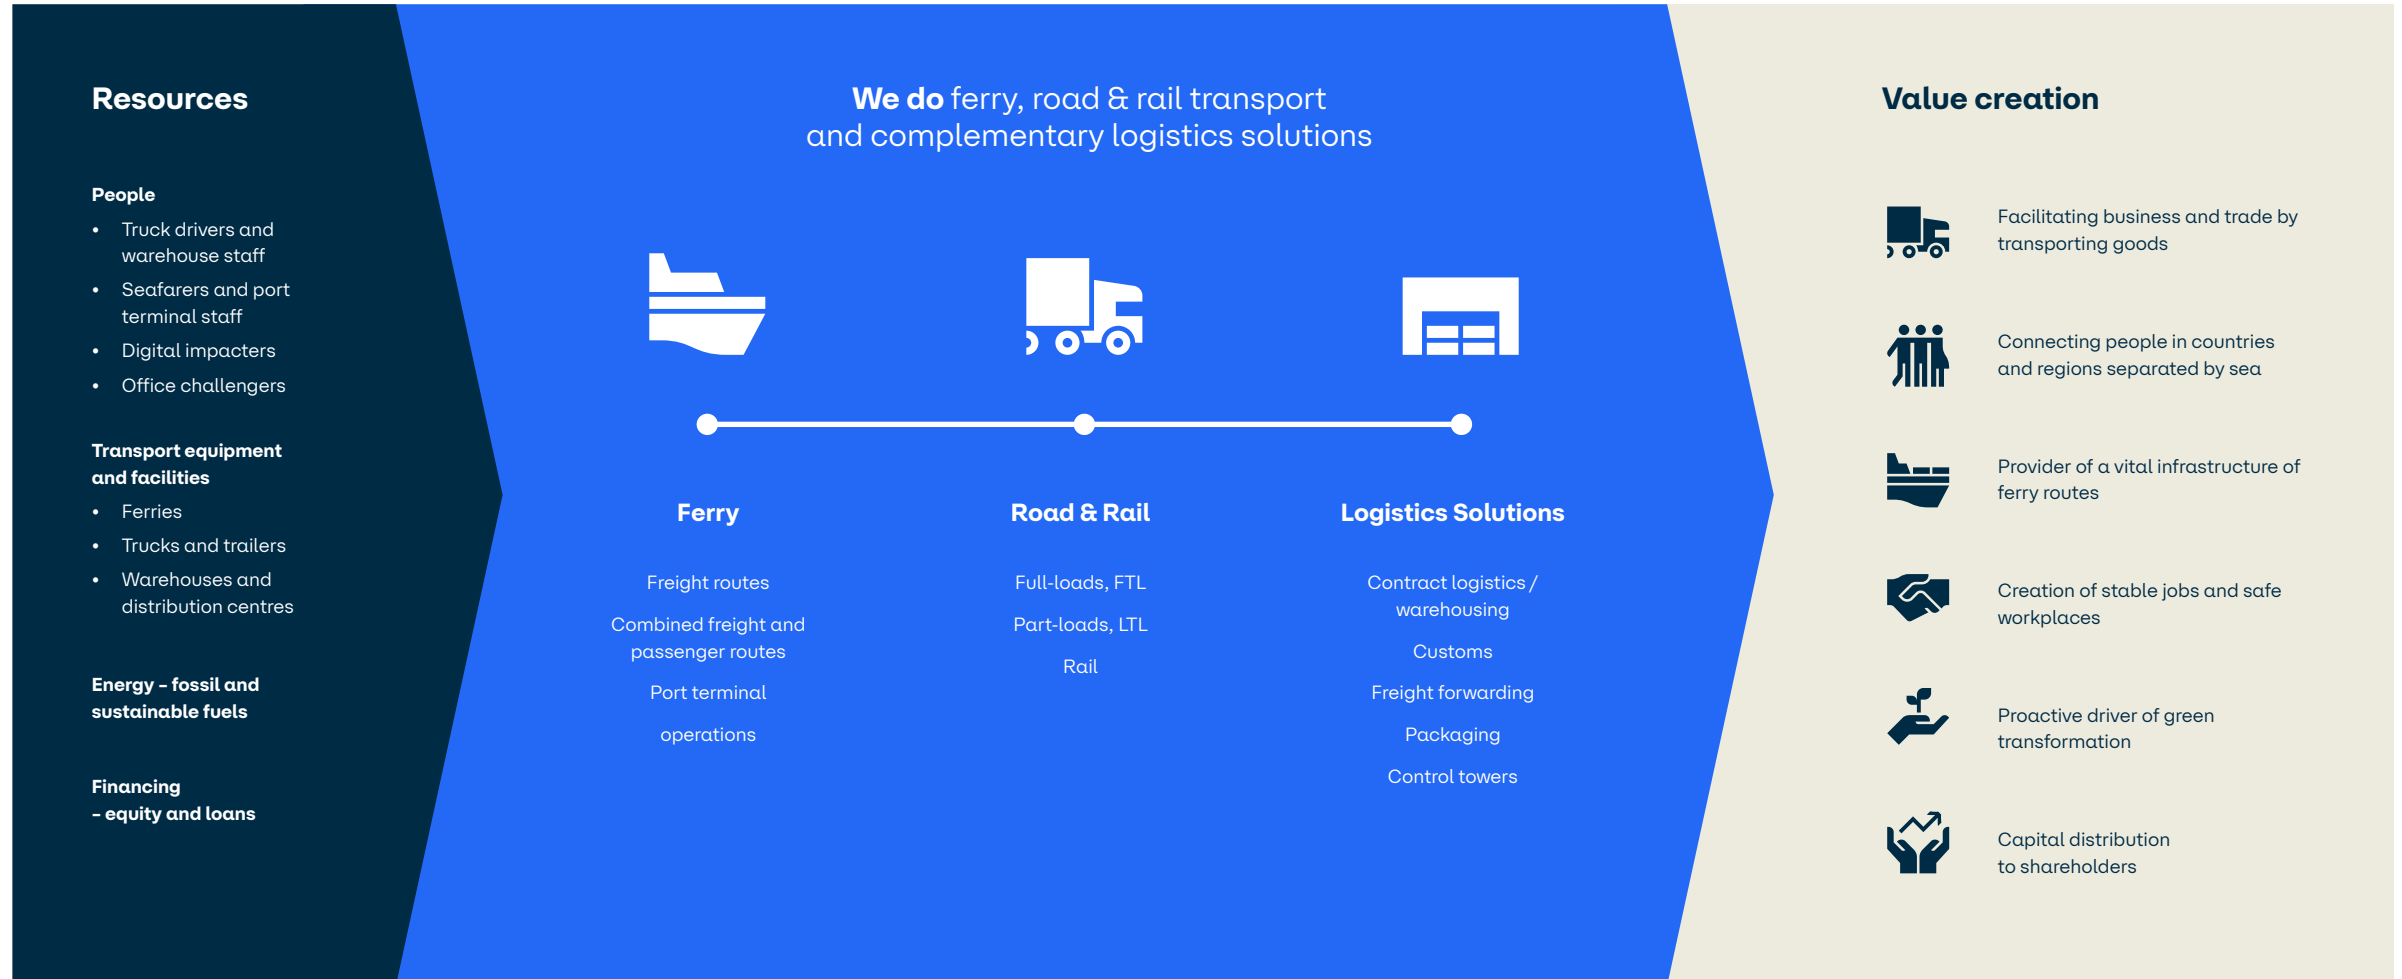 Resources
People
• Truck drivers and
warehouse staff
• Seafarers and port
terminal staff
• Digital impacters
• Office challengers
Transport equipment
and facilities
• Ferries
• Trucks and trailers
• Warehouses and
distribution centres
Energy – fossil and
sustainable fuels
Financing
– equity and loans
We do ferry, road & rail transport
and complementary logistics solutions
Ferry
Freight routes
Combined freight and
passenger routes
Port terminal
operations
Road & Rail
Full-loads, FTL
Part-loads, LTL
Rail
Logistics Solutions
Contract logistics /
warehousing
Customs
Freight forwarding
Packaging
Control towers
Value creation
Facilitating business and trade by
transporting goods
Connecting people in countries
and regions separated by sea
Provider of a vital infrastructure of
ferry routes
Creation of stable jobs and safe
workplaces
Proactive driver of green
transformation
Capital distribution
to shareholders